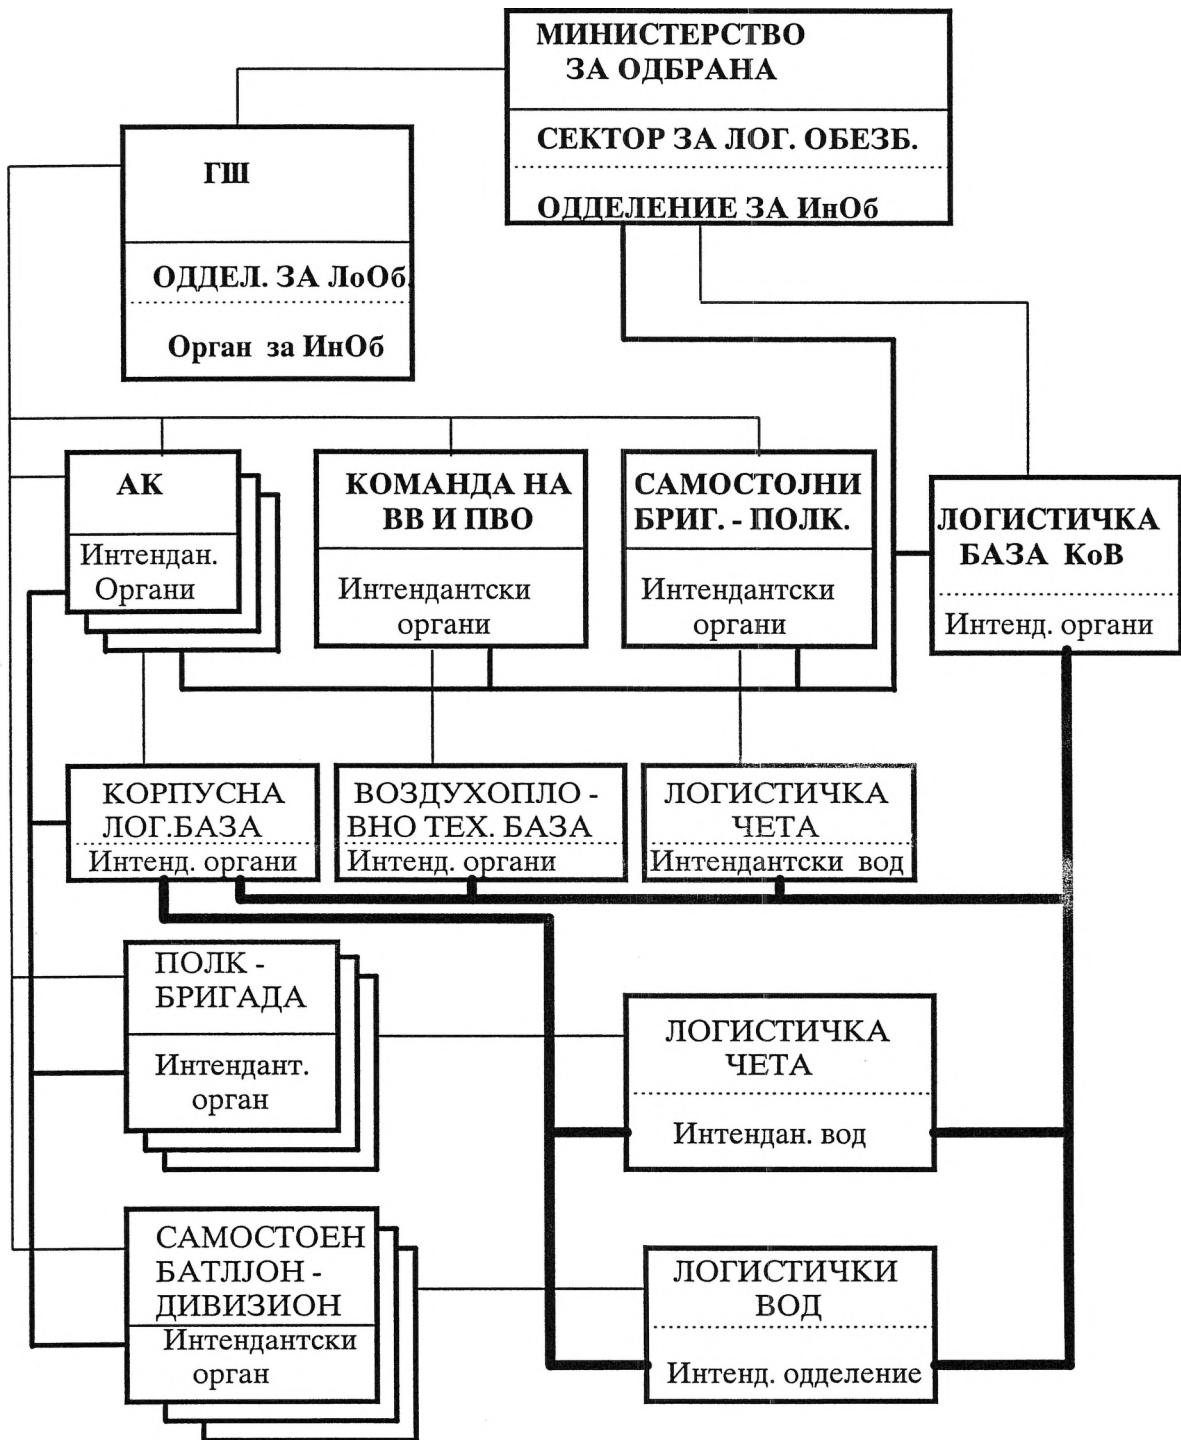 МИНИСТЕРСТВО
ЗА ОДБРАНА
СЕКТОР ЗА ЛОГ. ОБЕЗБ.
ОДДЕЛЕНИЕ ЗА ИнОб
ГШ
ОДДЕЛ. ЗА ЛоОб.
Орган за ИнОб
АК
Интендан.
Органи
КОМАНДА НА
ВВ И ПВО
Интендантски
органи
САМОСТОЈНИ
БРИГ. - ПОЛК.
Интендантски
органи
ЛОГИСТИЧКА
БАЗА КоВ
Интенд. органи
КОРПУСНА
ЛОГ.БАЗА
Интенд. органи
ВОЗДУХОПЛО -
ВНО ТЕХ. БАЗА
Интенд. органи
ЛОГИСТИЧКА
ЧЕТА
Интендантски вод
ПОЛК -
БРИГАДА
Интендант.
орган
ЛОГИСТИЧКА
ЧЕТА
Интендан. вод
САМОСТОЕН
БАТЛЈОН -
ДИВИЗИОН
Интендантски
орган
ЛОГИСТИЧКИ
ВОД
Интенд. одделение